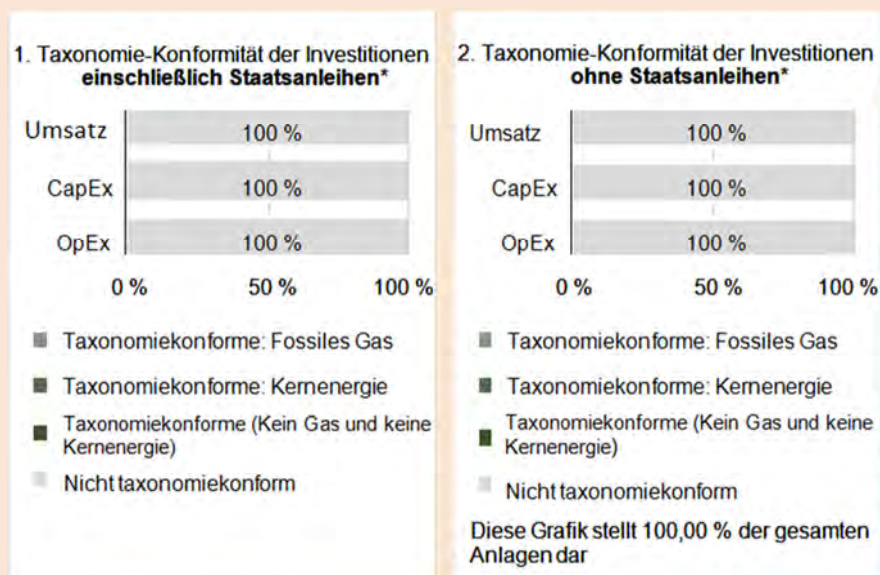 1. Taxonomie-Konformität der Investitionen
einschließlich Staatsanleihen*
Umsatz 100 %
CapEx 100 %
OpEx 100 %
0 % 50 % 100 %
Taxonomiekonforme: Fossiles Gas
Taxonomiekonforme: Kernenergie
Taxonomiekonforme (Kein Gas und keine
Kernenergie)
Nicht taxonomiekonform
2. Taxonomie-Konformität der Investitionen
ohne Staatsanleihen*
Umsatz 100 %
CapEx 100 %
OpEx 100 %
0 % 50 % 100 %
Taxonomiekonforme: Fossiles Gas
Taxonomiekonforme: Kernenergie
Taxonomiekonforme (Kein Gas und keine
Kernenergie)
Nicht taxonomiekonform
Diese Grafik stellt 100,00 % der gesamten
Anlagen dar